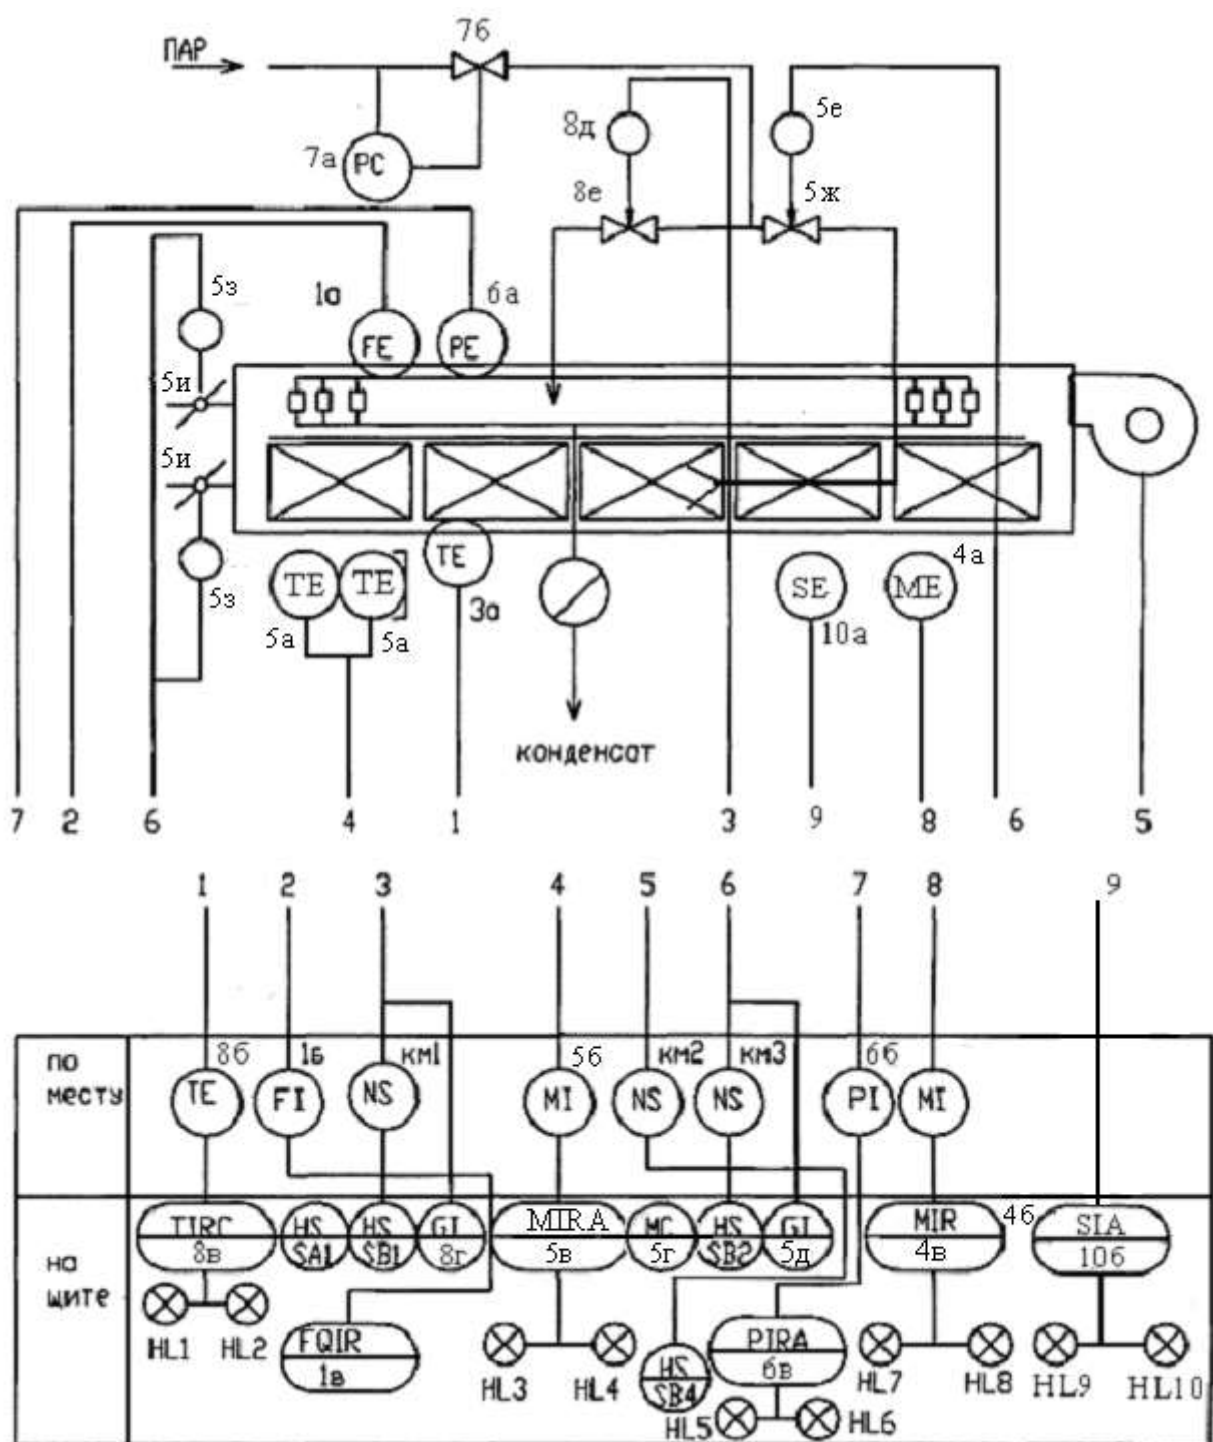 7б
ПАР
8д
5е
7а
PC
8е
5ж
5з
1а
6а
FE
PE
5и
5и
4а
TE
TE
TE
SE
ME
5з
3а
5а
5а
10а
конденсат
7 2 6 4 1 3 9 8 6 5
1 2 3 4 5 6 7 8 9
по месту
8б
1б
км1
5б
км2
км3
6б
TE
FI
NS
MI
NS
NS
PI
MI
на щите
TIRC
8в
HS
SA1
HS
SB1
GI
8г
MIRA
5в
MC
5г
HS
SB2
GI
5д
MIR
4в
4б
SIA
10б
HL1
HL2
FQIR
1в
HL3
HL4
HS
SB4
PIRA
6в
HL5
HL6
HL7
HL8
HL9
HL10